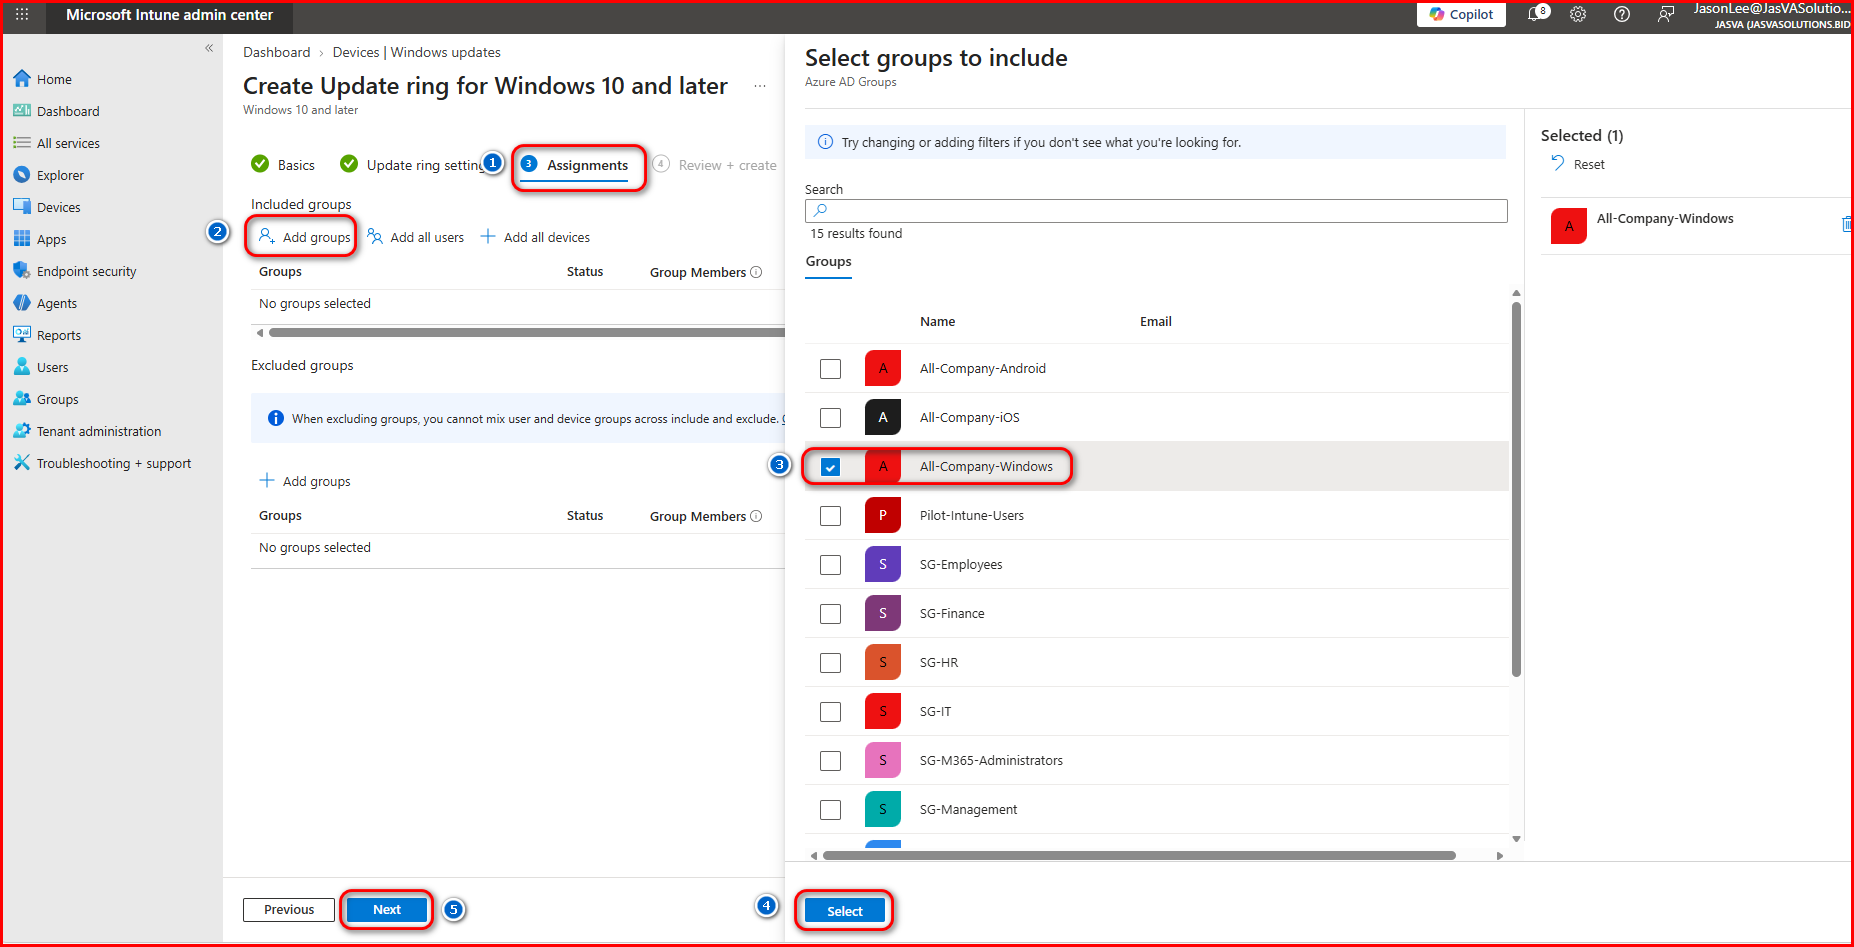 Microsoft Intune admin center
Copilot
8
JasonLee@JasVASolutio...
JASVA (JASVASOLUTIONS.BID
Home
Dashboard
All services
Explorer
Devices
Apps
Endpoint security
Agents
Reports
Users
Groups
Tenant administration
Troubleshooting + support
Dashboard › Devices | Windows updates
Create Update ring for Windows 10 and later ...
Windows 10 and later
Basics
Update ring setting
1
3 Assignments
4 Review + create
Included groups
2
Add groups
Add all users
Add all devices
Groups Status Group Members
No groups selected
Excluded groups
When excluding groups, you cannot mix user and device groups across include and exclude.
Add groups
Groups Status Group Members
No groups selected
Previous
Next
5
Select groups to include
Azure AD Groups
Try changing or adding filters if you don't see what you're looking for.
Search
15 results found
Groups
Name Email
A All-Company-Android
A All-Company-iOS
3
A All-Company-Windows
P Pilot-Intune-Users
S SG-Employees
S SG-Finance
S SG-HR
S SG-IT
S SG-M365-Administrators
S SG-Management
4
Select
Selected (1)
Reset
A All-Company-Windows